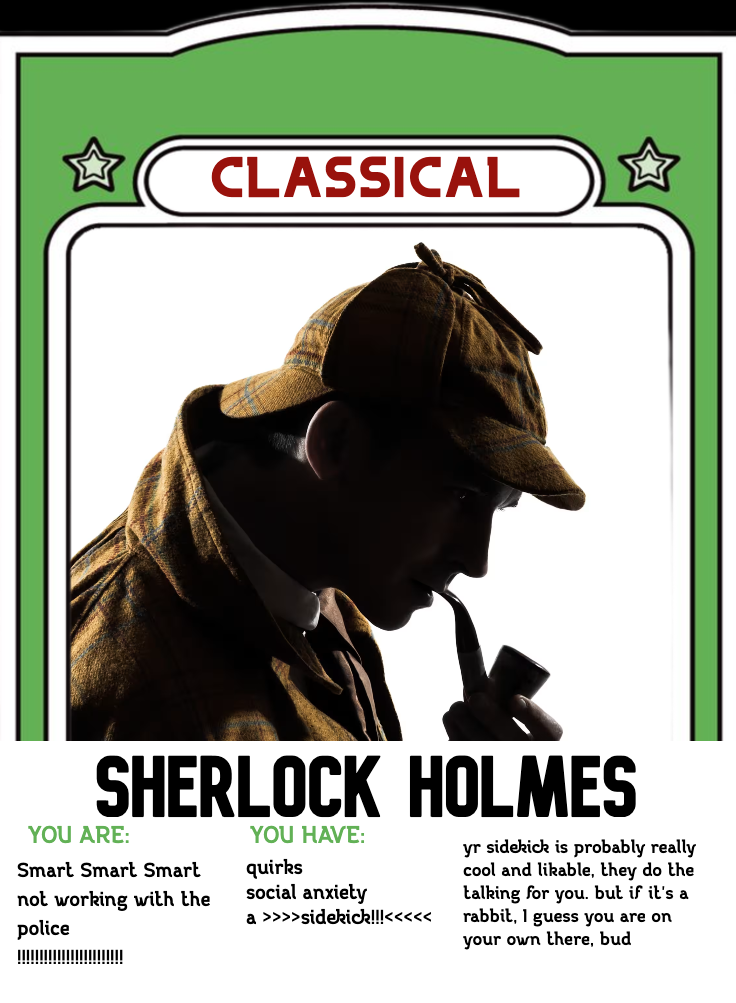 CLASSICAL
SHERLOCK HOLMES
YOU ARE:
Smart Smart Smart
not working with the
police
!!!!!!!!!!!!!!!!!!!!!!!!
YOU HAVE:
quirks
social anxiety
a >>>>sidekick!!!<<<<<
yr sidekick is probably really
cool and likable, they do the
talking for you. but if it's a
rabbit, I guess you are on
your own there, bud